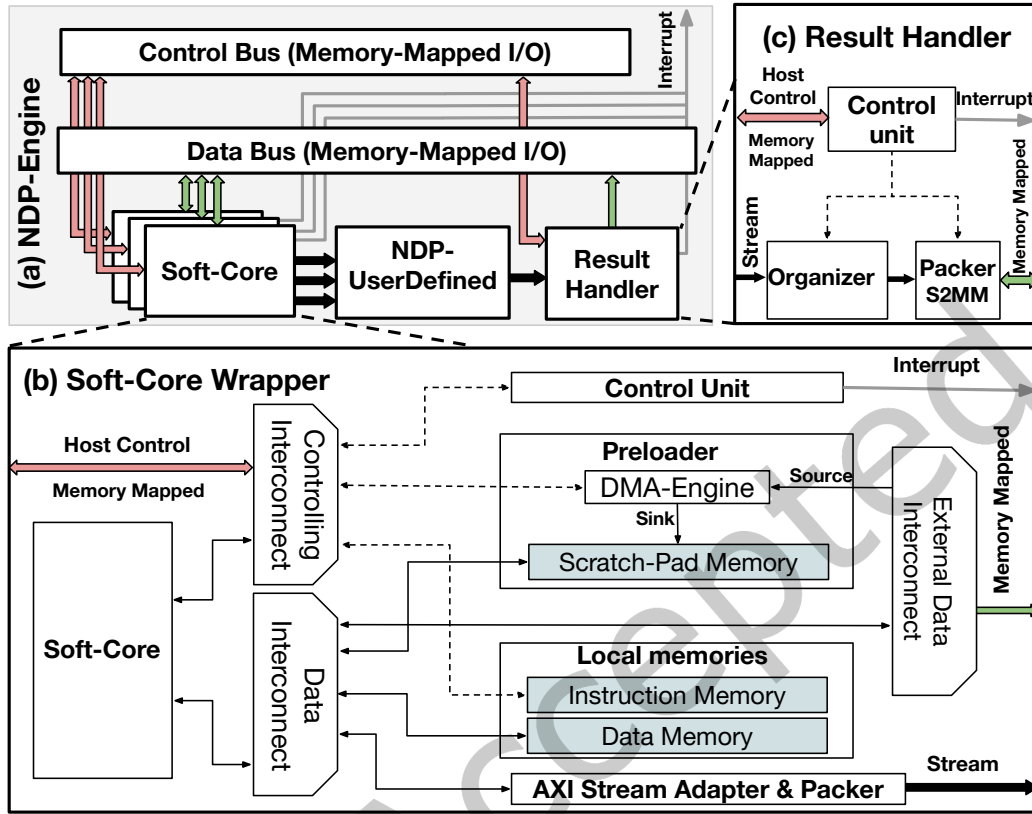 (a) NDP-Engine
Control Bus (Memory-Mapped I/O)
Interrupt
Data Bus (Memory-Mapped I/O)
Soft-Core
NDP-
UserDefined
Result
Handler
(c) Result Handler
Host
Control
Memory
Mapped
Control
unit
Interrupt
Stream
Organizer
Packer
S2MM
Memory Mapped
(b) Soft-Core Wrapper
Host Control
Memory Mapped
Controlling
Interconnect
Control Unit
Interrupt
Preloader
DMA-Engine
Source
Sink
Scratch-Pad Memory
External Data
Interconnect
Memory Mapped
Soft-Core
Data
Interconnect
Local memories
Instruction Memory
Data Memory
AXI Stream Adapter & Packer
Stream
Accepted